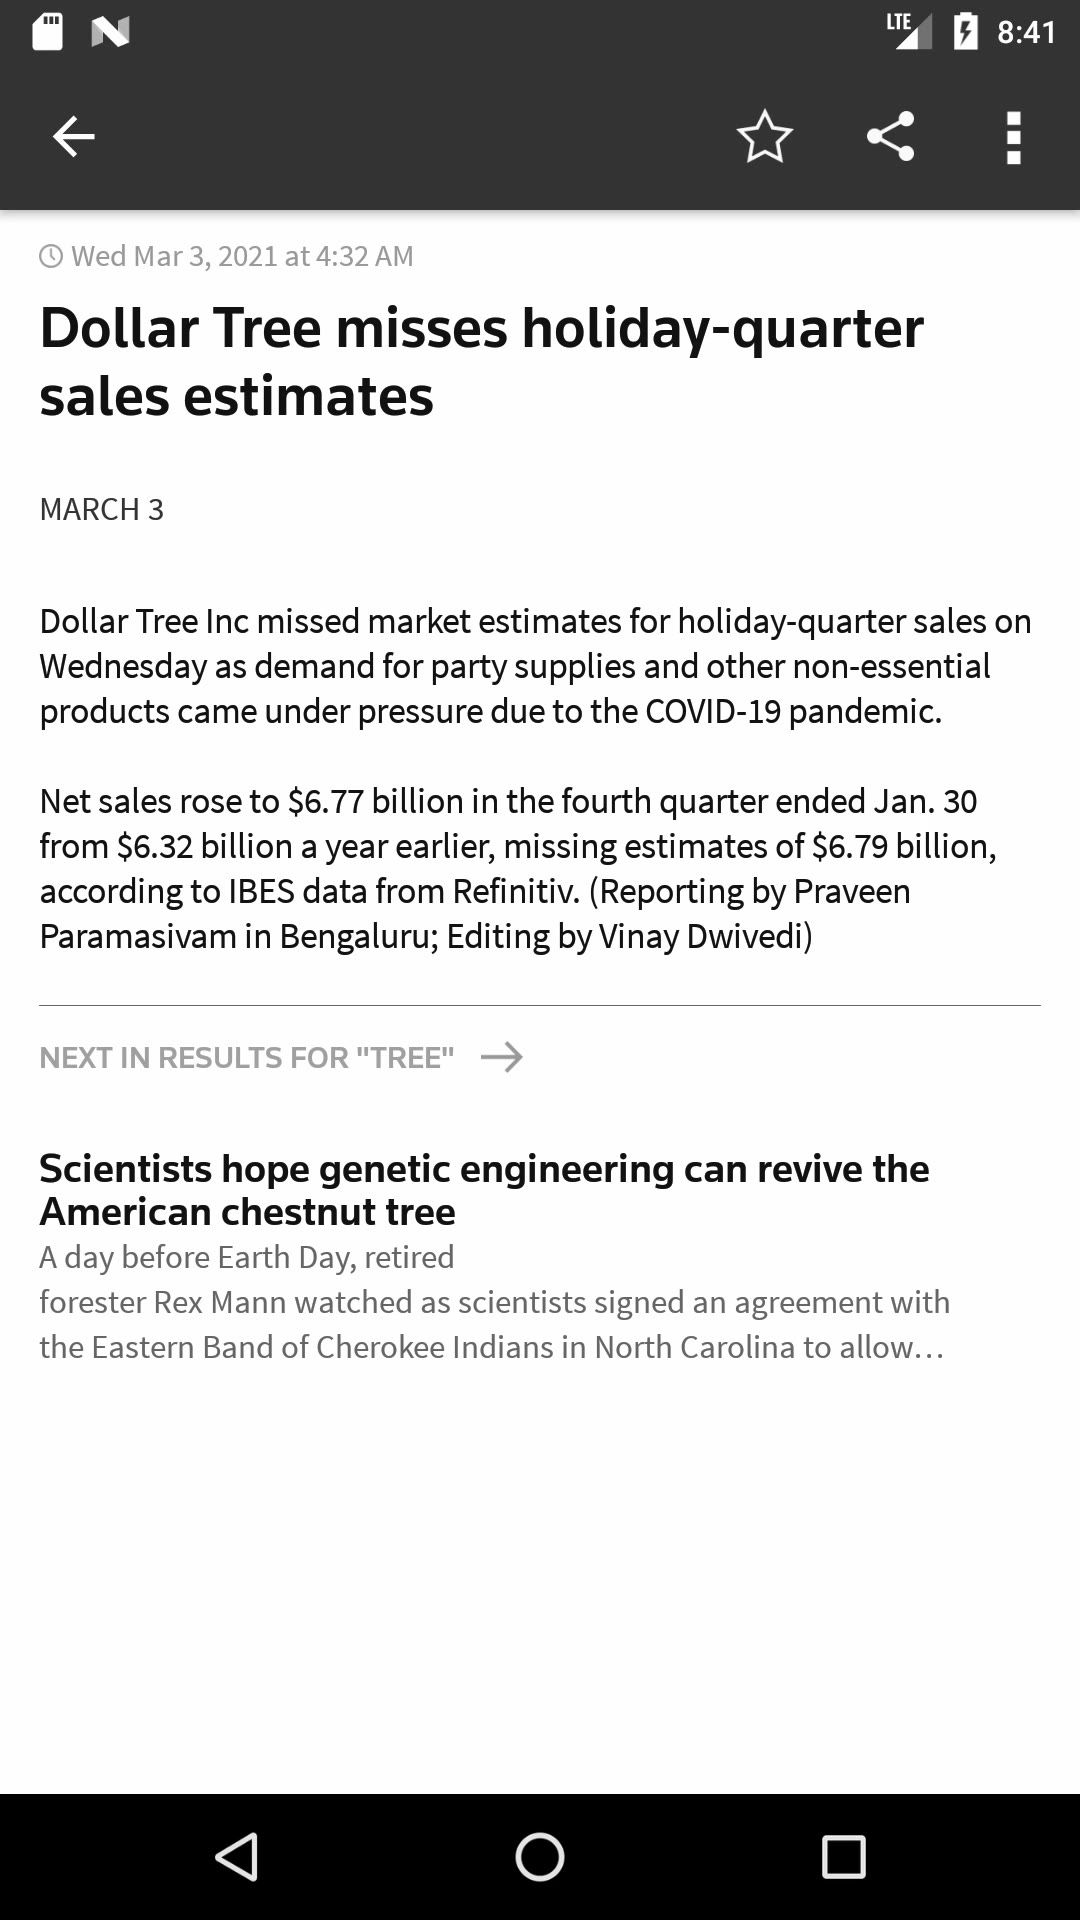 LTE 8:41
Wed Mar 3, 2021 at 4:32 AM
Dollar Tree misses holiday-quarter
sales estimates
MARCH 3
Dollar Tree Inc missed market estimates for holiday-quarter sales on
Wednesday as demand for party supplies and other non-essential
products came under pressure due to the COVID-19 pandemic.
Net sales rose to $6.77 billion in the fourth quarter ended Jan. 30
from $6.32 billion a year earlier, missing estimates of $6.79 billion,
according to IBES data from Refinitiv. (Reporting by Praveen
Paramasivam in Bengaluru; Editing by Vinay Dwivedi)
NEXT IN RESULTS FOR "TREE"
Scientists hope genetic engineering can revive the
American chestnut tree
A day before Earth Day, retired
forester Rex Mann watched as scientists signed an agreement with
the Eastern Band of Cherokee Indians in North Carolina to allow…